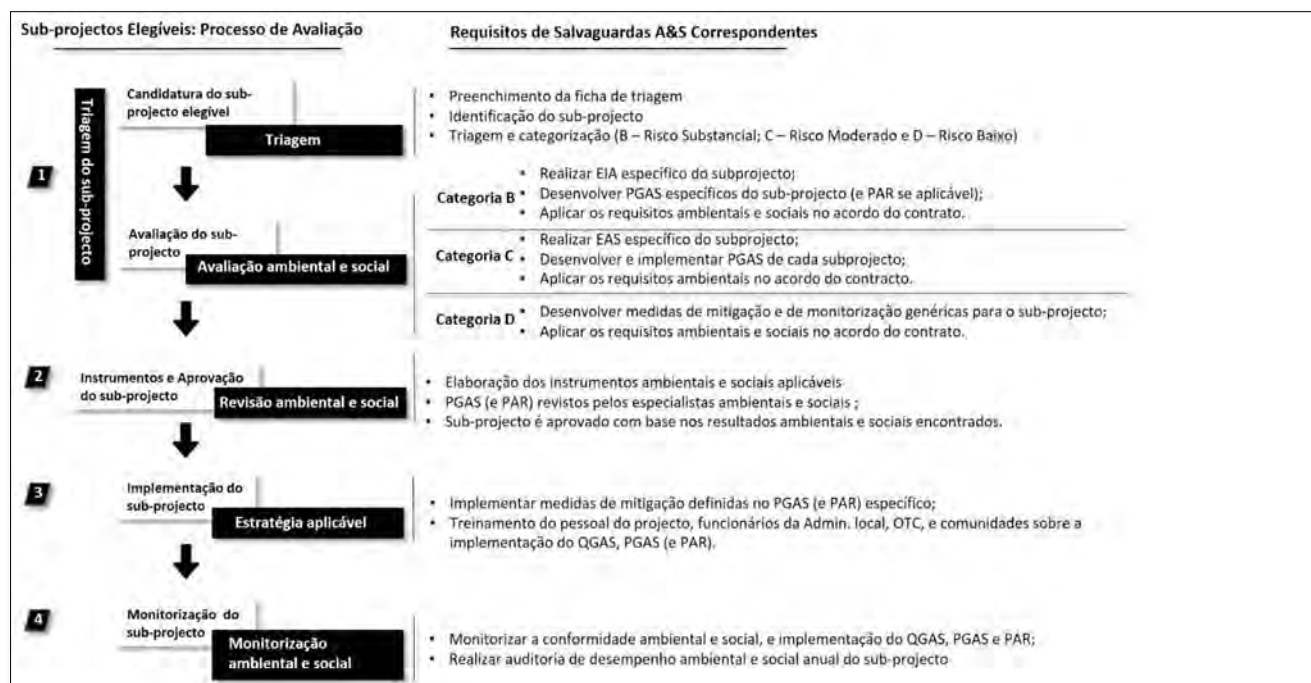 Sub-projectos Elegíveis: Processo de Avaliação
Requisitos de Salvaguardas A&S Correspondentes
1
Triagem do sub-projecto
Candidatura do sub-
projecto elegível
Triagem
• Preenchimento da ficha de triagem
• Identificação do sub-projecto
• Triagem e categorização (B – Risco Substancial; C – Risco Moderado e D – Risco Baixo)
Avaliação do sub-
projecto
Avaliação ambiental e social
Categoria B
• Realizar EIA específico do subprojecto;
• Desenvolver PGAS específicos do sub-projecto (e PAR se aplicável);
• Aplicar os requisitos ambientais e sociais no acordo do contrato.
Categoria C
• Realizar EAS específico do subprojecto;
• Desenvolver e implementar PGAS de cada subprojecto;
• Aplicar os requisitos ambientais no acordo do contracto.
Categoria D
• Desenvolver medidas de mitigação e de monitorização genéricas para o sub-projecto;
• Aplicar os requisitos ambientais e sociais no acordo do contrato.
2
Instrumentos e Aprovação
do sub-projecto
Revisão ambiental e social
• Elaboração dos instrumentos ambientais e sociais aplicáveis
• PGAS (e PAR) revistos pelos especialistas ambientais e sociais ;
• Sub-projecto é aprovado com base nos resultados ambientais e sociais encontrados.
3
Implementação do
sub-projecto
Estratégia aplicável
• Implementar medidas de mitigação definidas no PGAS (e PAR) específico;
• Treinamento do pessoal do projecto, funcionários da Admin. local, OTC, e comunidades sobre a
implementação do QGAS, PGAS (e PAR).
4
Monitorização do
sub-projecto
Monitorização
ambiental e social
• Monitorizar a conformidade ambiental e social, e implementação do QGAS, PGAS e PAR;
• Realizar auditoria de desempenho ambiental e social anual do sub-projecto